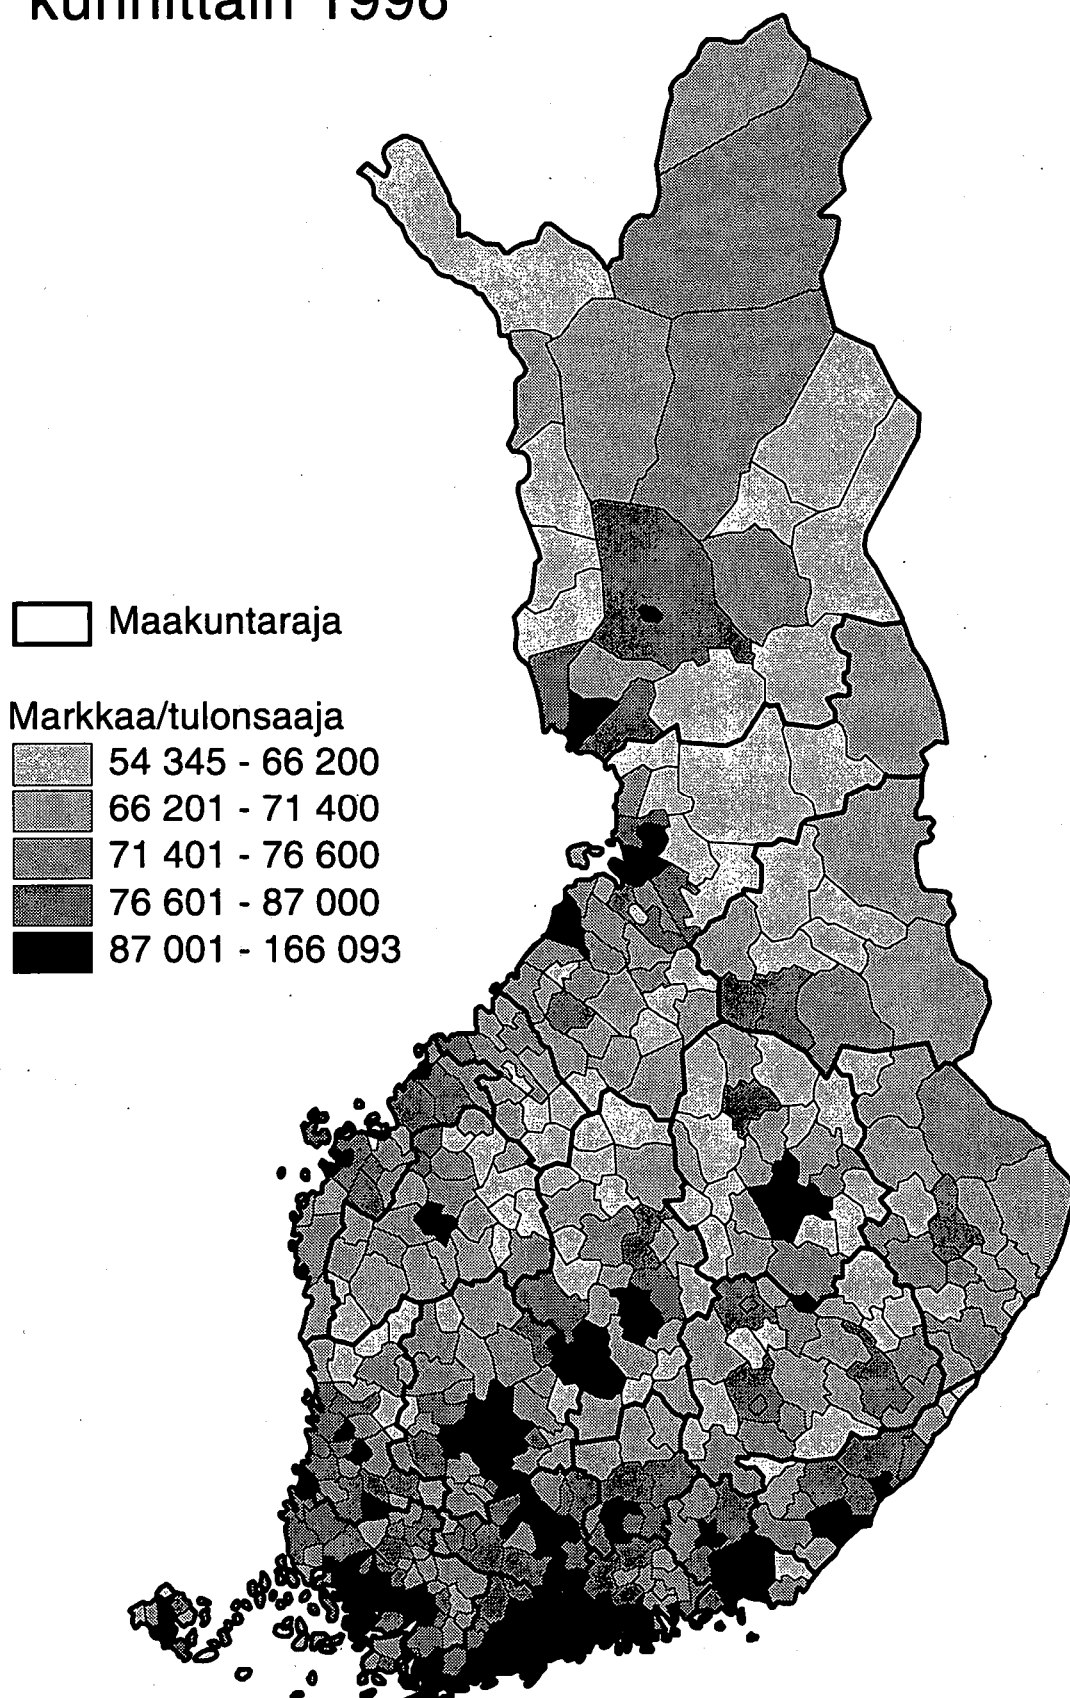 kunnittain 1996
Maakuntaraja
Markkaa/tulonsaaja
54 345 - 66 200
66 201 - 71 400
71 401 - 76 600
76 601 - 87 000
87 001 - 166 093